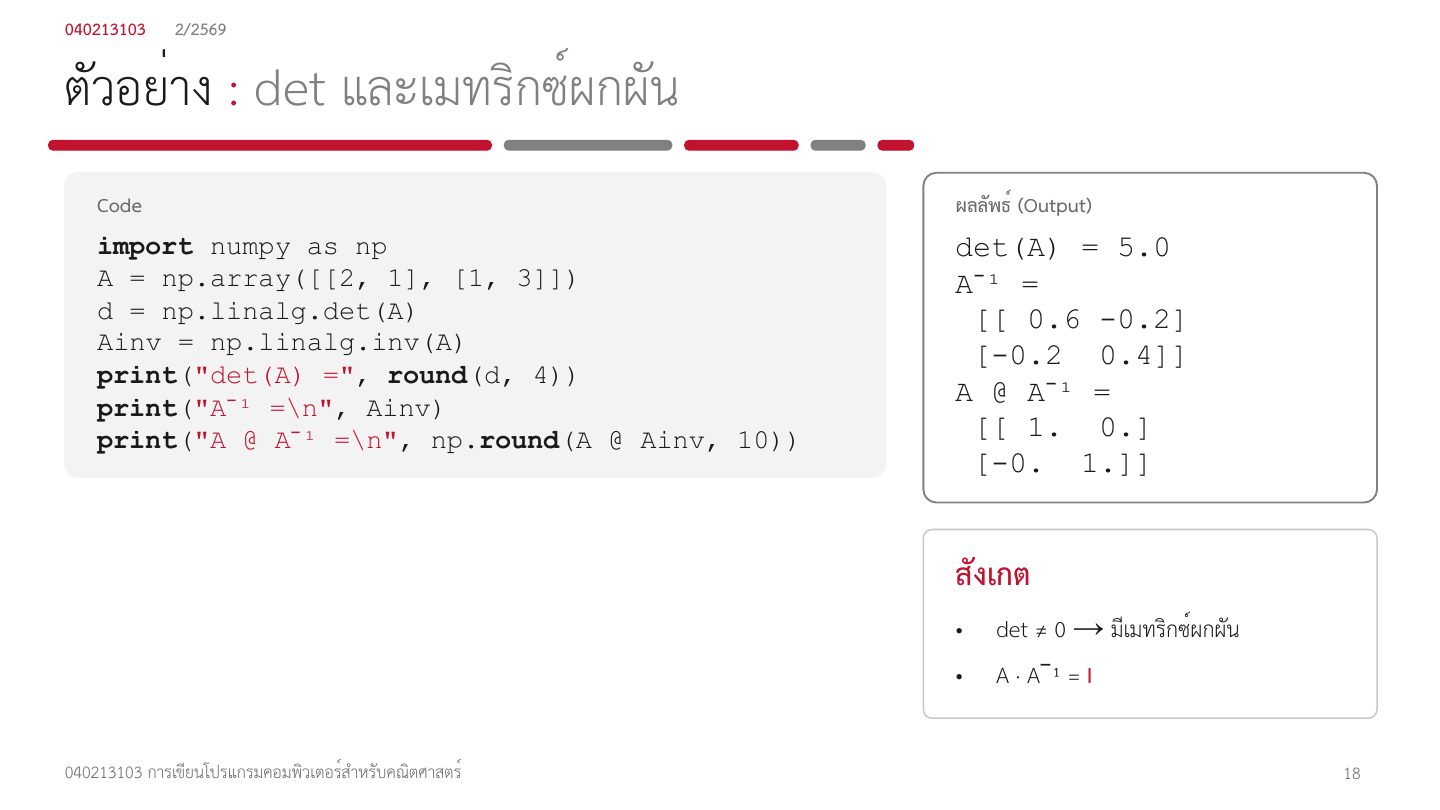 040213103 2/2569
ตัวอย่าง : det และเมทริกซ์ผกผัน
Code
import numpy as np
A = np.array([[2, 1], [1, 3]])
d = np.linalg.det(A)
Ainv = np.linalg.inv(A)
print("det(A) =", round(d, 4))
print("A⁻¹ =\n", Ainv)
print("A @ A⁻¹ =\n", np.round(A @ Ainv, 10))
ผลลัพธ์ (Output)
det(A) = 5.0
A⁻¹ =
 [[ 0.6 -0.2]
 [-0.2  0.4]]
A @ A⁻¹ =
 [[ 1.  0.]
 [-0.  1.]]
สังเกต
• det ≠ 0 → มีเมทริกซ์ผกผัน
• A · A⁻¹ = I
040213103 การเขียนโปรแกรมคอมพิวเตอร์สำหรับคณิตศาสตร์
18